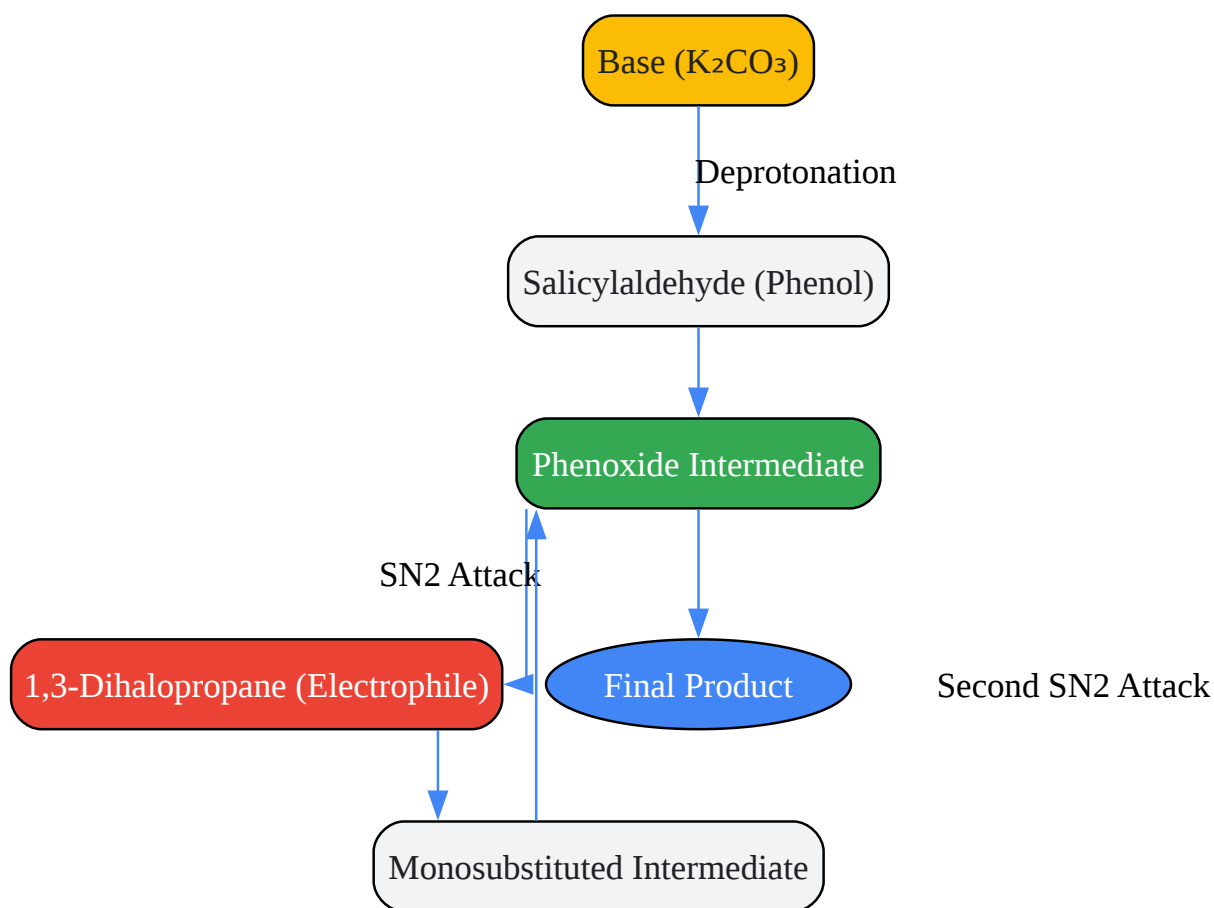 Base (K₂CO₃)
Deprotonation
Salicylaldehyde (Phenol)
Phenoxide Intermediate
SN2 Attack
1,3-Dihalopropane (Electrophile)
Final Product
Second SN2 Attack
Monosubstituted Intermediate